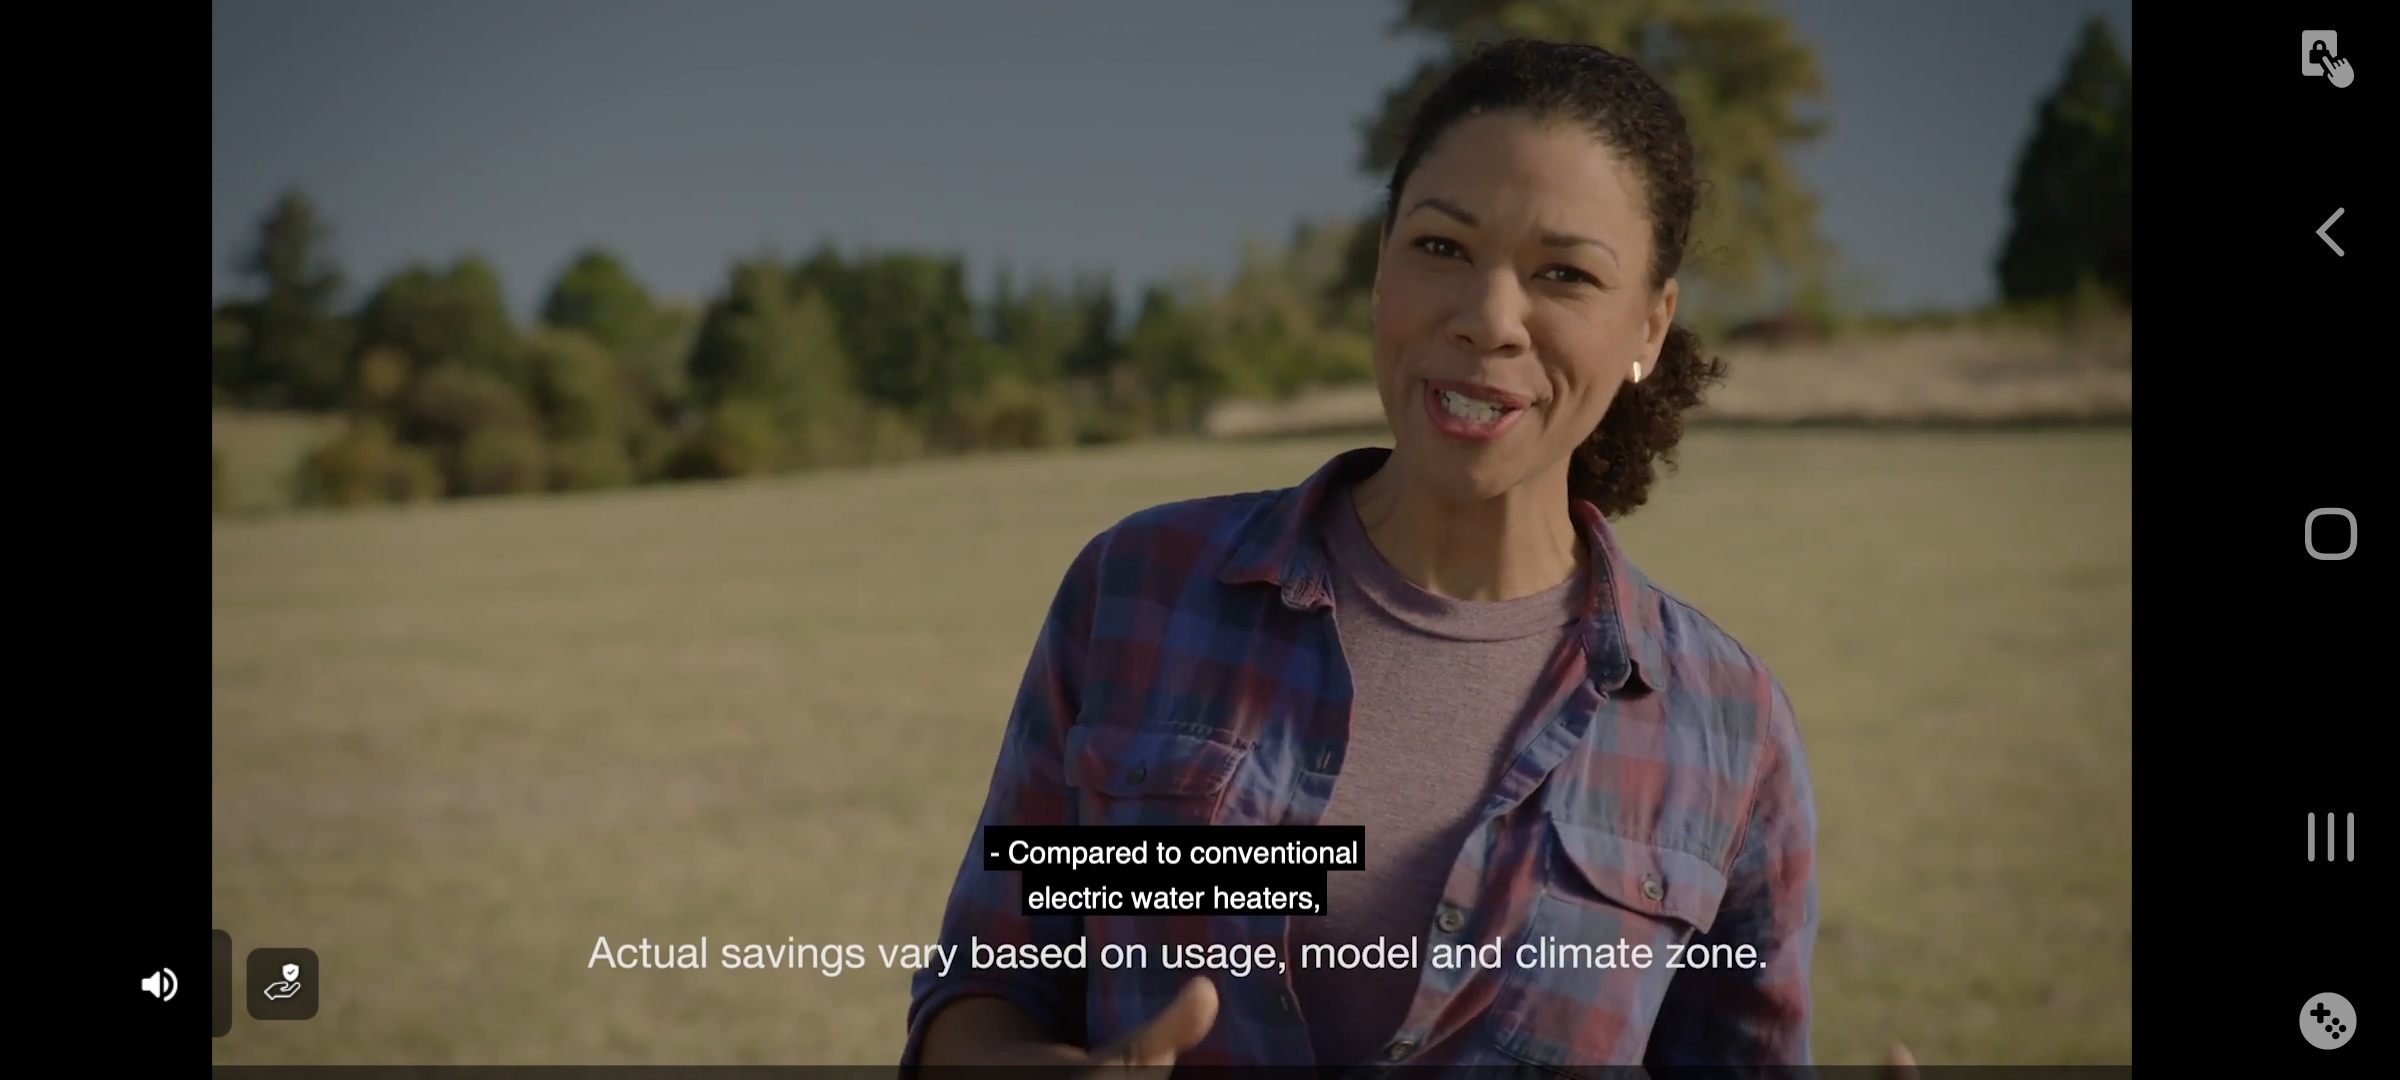 - Compared to conventional
electric water heaters,
Actual savings vary based on usage, model and climate zone.